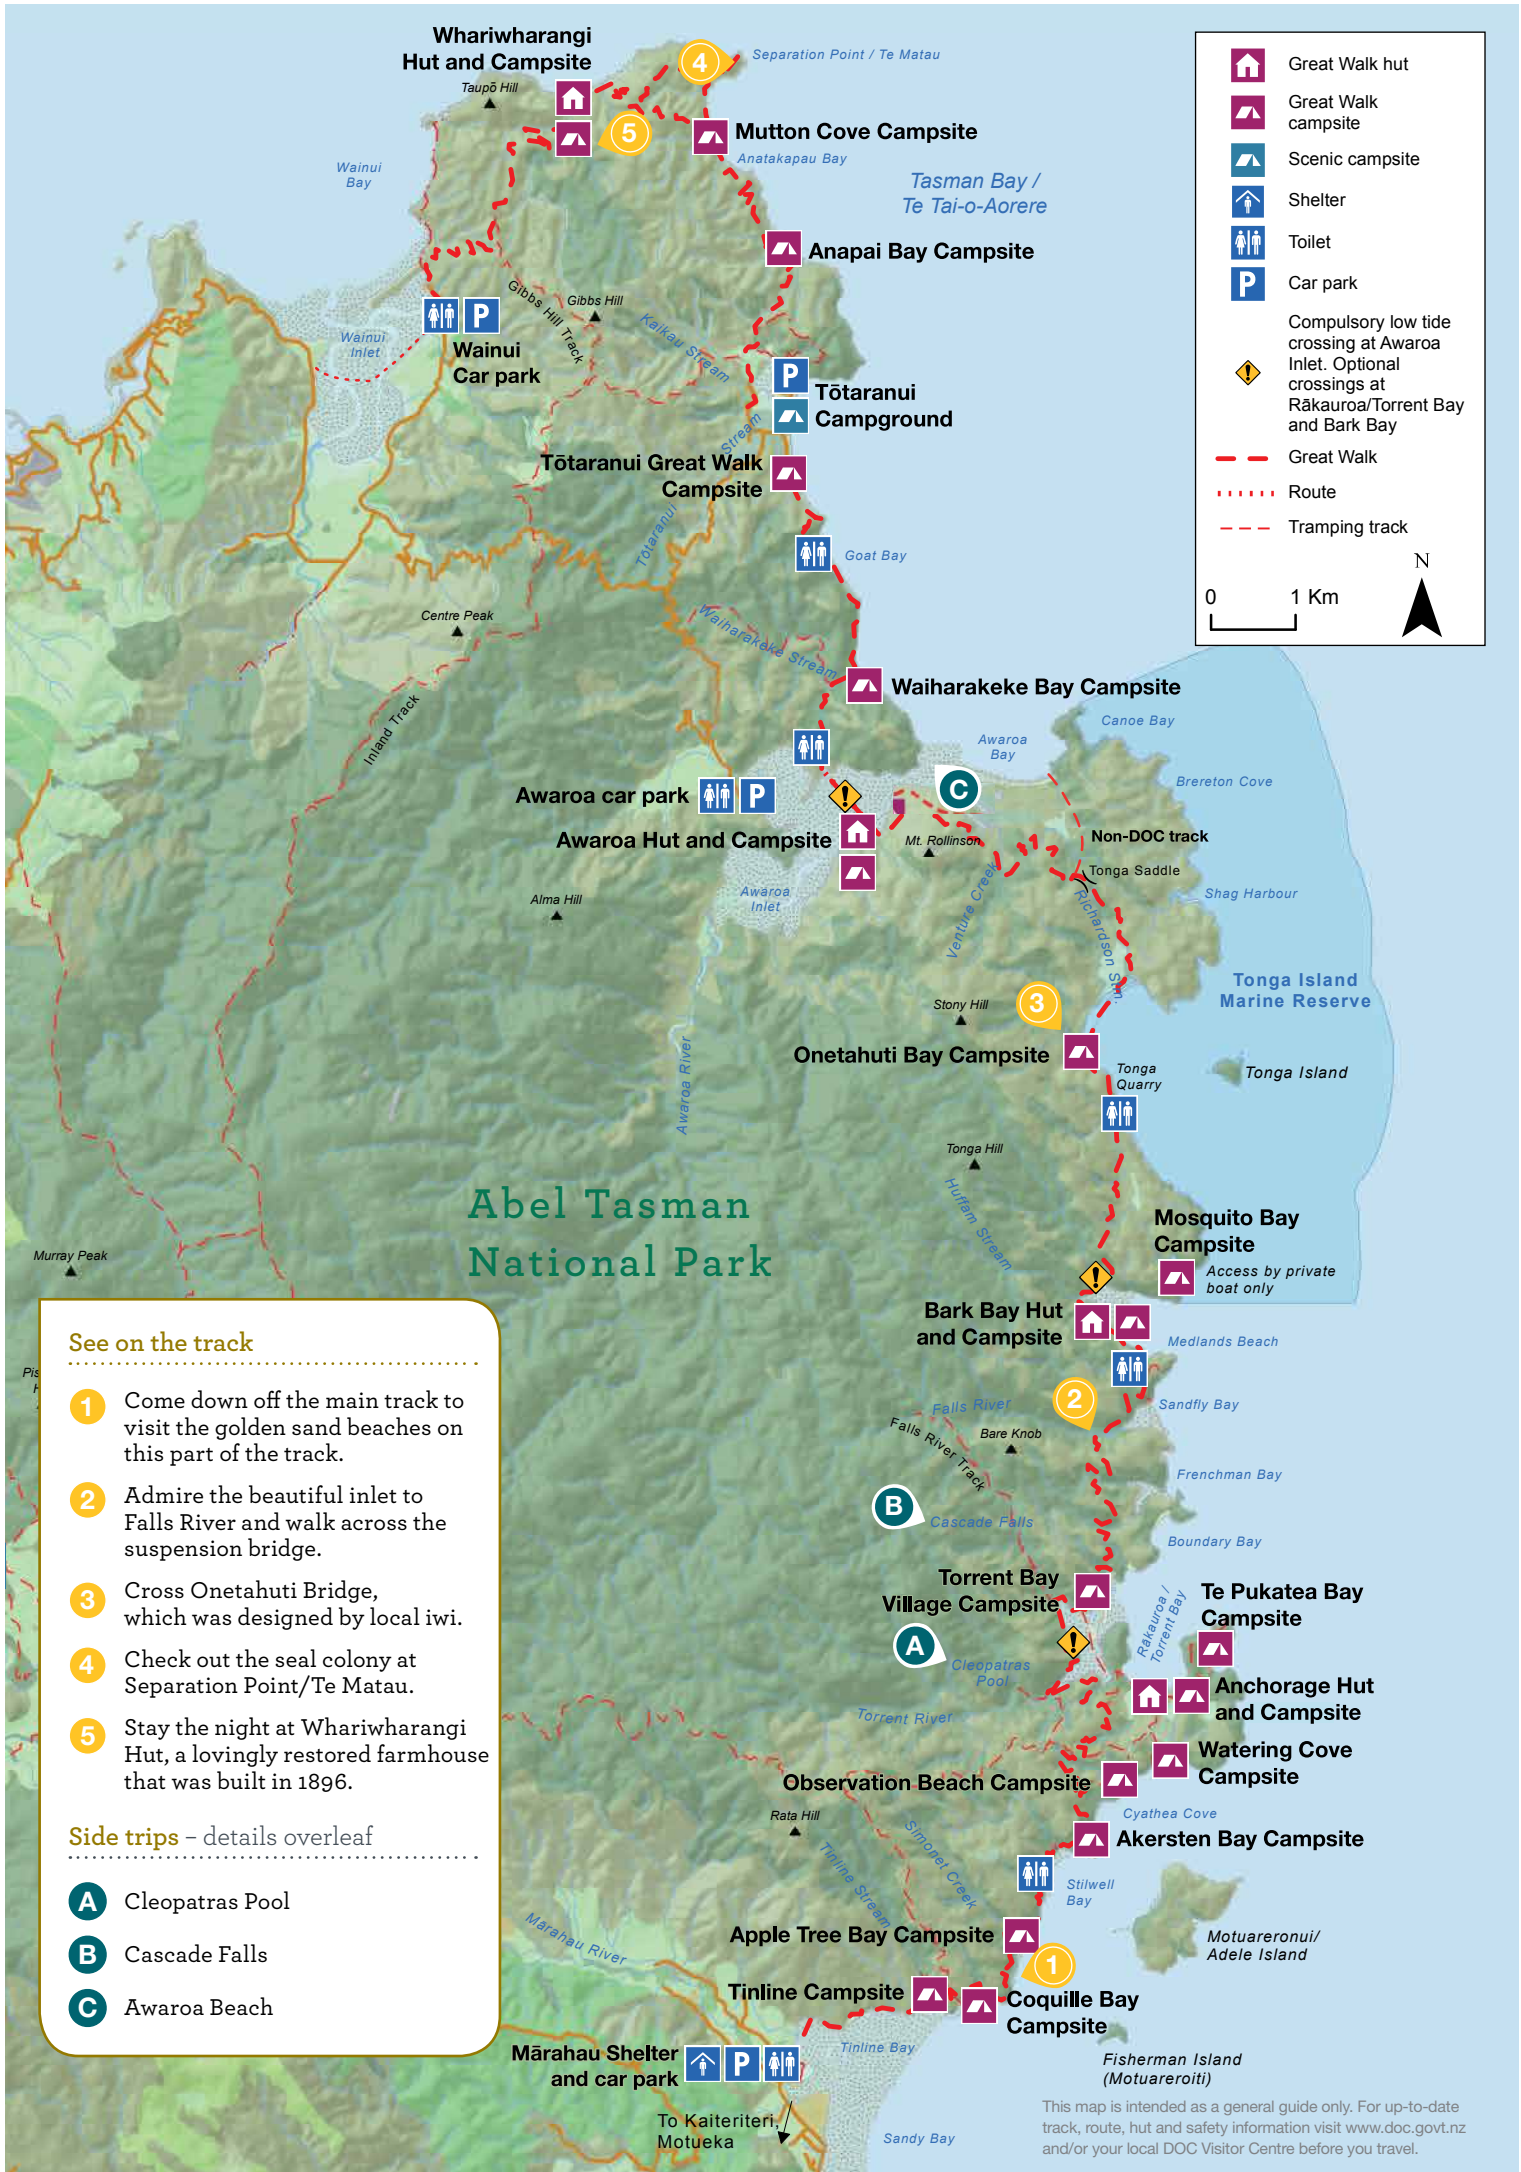 Whariwharangi
Hut and Campsite
Taupō Hill
4
Separation Point / Te Matau
5
Mutton Cove Campsite
Anatakapau Bay
Wainui
Bay
Tasman Bay /
Te Tai-o-Aorere
Anapai Bay Campsite
Gibbs Hill Track
Gibbs Hill
Kaikau Stream
Wainui
Inlet
P
Wainui
Car park
P
Tōtaranui
Campground
Tōtaranui Stream
Tōtaranui Great Walk
Campsite
Goat Bay
Centre Peak
Waiharakeke Stream
Waiharakeke Bay Campsite
Inland Track
Canoe Bay
Awaroa
Bay
Brereton Cove
C
Awaroa car park
P
Awaroa Hut and Campsite
Mt. Rollinson
Non-DOC track
Tonga Saddle
Alma Hill
Awaroa
Inlet
Venture Creek
Richardson Stm.
Shag Harbour
Tonga Island
Marine Reserve
3
Stony Hill
Onetahuti Bay Campsite
Tonga
Quarry
Tonga Island
Awaroa River
Tonga Hill
Huffam Stream
Abel Tasman
National Park
Mosquito Bay
Campsite
Access by private
boat only
Murray Peak
Bark Bay Hut
and Campsite
Medlands Beach
2
Falls River
Sandfly Bay
Falls River Track
Bare Knob
Frenchman Bay
B
Cascade Falls
Boundary Bay
Torrent Bay
Village Campsite
Rākauroa /
Torrent Bay
Te Pukatea Bay
Campsite
A
Cleopatras
Pool
Anchorage Hut
and Campsite
Torrent River
Watering Cove
Campsite
Observation Beach Campsite
Rata Hill
Cyathea Cove
Akersten Bay Campsite
Simonet Creek
Tinline Stream
Stilwell
Bay
Mārahau River
Apple Tree Bay Campsite
Motuareronui/
Adele Island
1
Tinline Campsite
Coquille Bay
Campsite
Mārahau Shelter
and car park
P
Tinline Bay
Fisherman Island
(Motuareroiti)
To Kaiteriteri,
Motueka
Sandy Bay
This map is intended as a general guide only. For up-to-date
track, route, hut and safety information visit www.doc.govt.nz
and/or your local DOC Visitor Centre before you travel.
Great Walk hut
Great Walk
campsite
Scenic campsite
Shelter
Toilet
P
Car park
Compulsory low tide
crossing at Awaroa
Inlet. Optional
crossings at
Rākauroa/Torrent Bay
and Bark Bay
Great Walk
Route
Tramping track
N
0 1 Km
See on the track
1
Come down off the main track to
visit the golden sand beaches on
this part of the track.
2
Admire the beautiful inlet to
Falls River and walk across the
suspension bridge.
3
Cross Onetahuti Bridge,
which was designed by local iwi.
4
Check out the seal colony at
Separation Point/Te Matau.
5
Stay the night at Whariwharangi
Hut, a lovingly restored farmhouse
that was built in 1896.
Side trips – details overleaf
A
Cleopatras Pool
B
Cascade Falls
C
Awaroa Beach